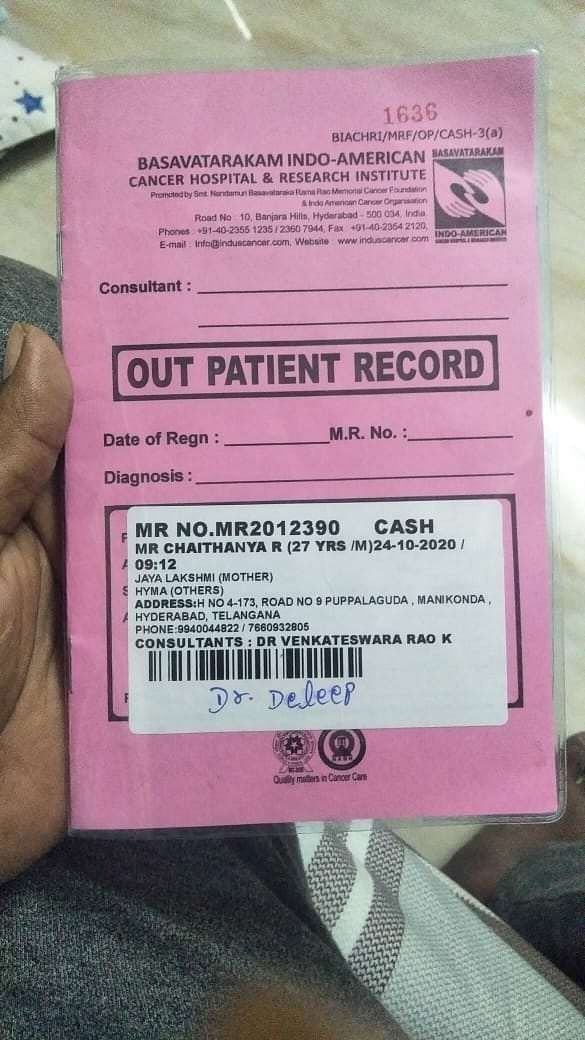 1636
BIACHRI/MRF/OP/CASH-3(a)
BASAVATARAKAM INDO-AMERICAN
CANCER HOSPITAL & RESEARCH INSTITUTE
Promoted by Smt. Nandamuri Basavataraka Rama Rao Memorial Cancer Foundation
& Indo American Cancer Organisation
Road No : 10, Banjara Hills, Hyderabad - 500 034, India.
Phones : +91-40-2355 1235 / 2360 7944, Fax : +91-40-2354 2120,
E-mail : Info@induscancer.com, Website : www.induscancer.com
BASAVATARAKAM
INDO-AMERICAN
CANCER HOSPITAL & RESEARCH INSTITUTE
Consultant :
OUT PATIENT RECORD
Date of Regn : M.R. No. :
Diagnosis :
MR NO.MR2012390 CASH
MR CHAITHANYA R (27 YRS /M)24-10-2020 /
09:12
JAYA LAKSHMI (MOTHER)
HYMA (OTHERS)
ADDRESS:H NO 4-173, ROAD NO 9 PUPPALAGUDA , MANIKONDA ,
HYDERABAD, TELANGANA
PHONE:9940044822 / 7660932805
CONSULTANTS : DR VENKATESWARA RAO K
Dr. Deleep
Quality matters in Cancer Care